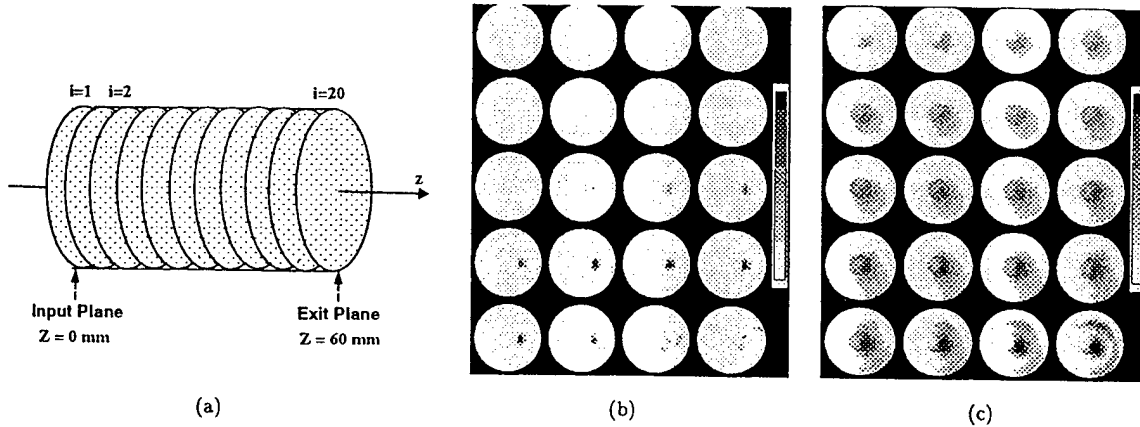 i=1 i=2 i=20
z
Input Plane
Z = 0 mm
Exit Plane
Z = 60 mm
(a)
(b)
(c)